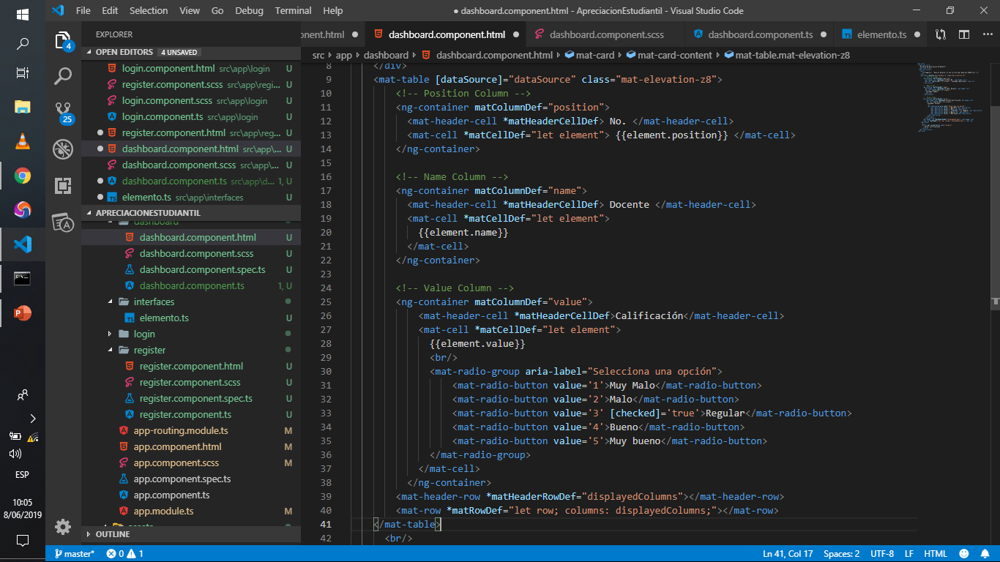 File Edit Selection View Go Debug Terminal Help
● dashboard.component.html - ApreciacionEstudiantil - Visual Studio Code
EXPLORER
OPEN EDITORS 4 UNSAVED
login.component.html src\app\login U
register.component.scss src\app\regi... U
login.component.scss src\app\login U
login.component.ts src\app\login U
register.component.html src\app\reg... U
dashboard.component.html src\app\... U
dashboard.component.scss src\app\... U
dashboard.component.ts src\app\d... 1, U
elemento.ts src\app\interfaces U
APRECIACIONESTUDIANTIL
dashboard
dashboard.component.html U
dashboard.component.scss U
dashboard.component.spec.ts U
dashboard.component.ts 1, U
interfaces
elemento.ts U
login
register
register.component.html U
register.component.scss U
register.component.spec.ts U
register.component.ts U
app-routing.module.ts M
app.component.html M
app.component.scss M
app.component.spec.ts
app.component.ts
app.module.ts M
assets
OUTLINE
4
25
onent.html
dashboard.component.html
dashboard.component.scss
dashboard.component.ts
elemento.ts
src › app › dashboard › dashboard.component.html › mat-card › mat-card-content › mat-table.mat-elevation-z8
8 </div>
9 <mat-table [dataSource]="dataSource" class="mat-elevation-z8">
10 <!-- Position Column -->
11 <ng-container matColumnDef="position">
12 <mat-header-cell *matHeaderCellDef> No. </mat-header-cell>
13 <mat-cell *matCellDef="let element"> {{element.position}} </mat-cell>
14 </ng-container>
15
16 <!-- Name Column -->
17 <ng-container matColumnDef="name">
18 <mat-header-cell *matHeaderCellDef> Docente </mat-header-cell>
19 <mat-cell *matCellDef="let element">
20 {{element.name}}
21 </mat-cell>
22 </ng-container>
23
24 <!-- Value Column -->
25 <ng-container matColumnDef="value">
26 <mat-header-cell *matHeaderCellDef>Calificación</mat-header-cell>
27 <mat-cell *matCellDef="let element">
28 {{element.value}}
29 <br/>
30 <mat-radio-group aria-label="Selecciona una opción">
31 <mat-radio-button value='1'>Muy Malo</mat-radio-button>
32 <mat-radio-button value='2'>Malo</mat-radio-button>
33 <mat-radio-button value='3' [checked]='true'>Regular</mat-radio-button>
34 <mat-radio-button value='4'>Bueno</mat-radio-button>
35 <mat-radio-button value='5'>Muy bueno</mat-radio-button>
36 </mat-radio-group>
37 </mat-cell>
38 </ng-container>
39 <mat-header-row *matHeaderRowDef="displayedColumns"></mat-header-row>
40 <mat-row *matRowDef="let row; columns: displayedColumns;"></mat-row>
41 </mat-table>
42 <br/>
ESP
10:05
8/06/2019
master* 0 1
Ln 41, Col 17 Spaces: 2 UTF-8 LF HTML